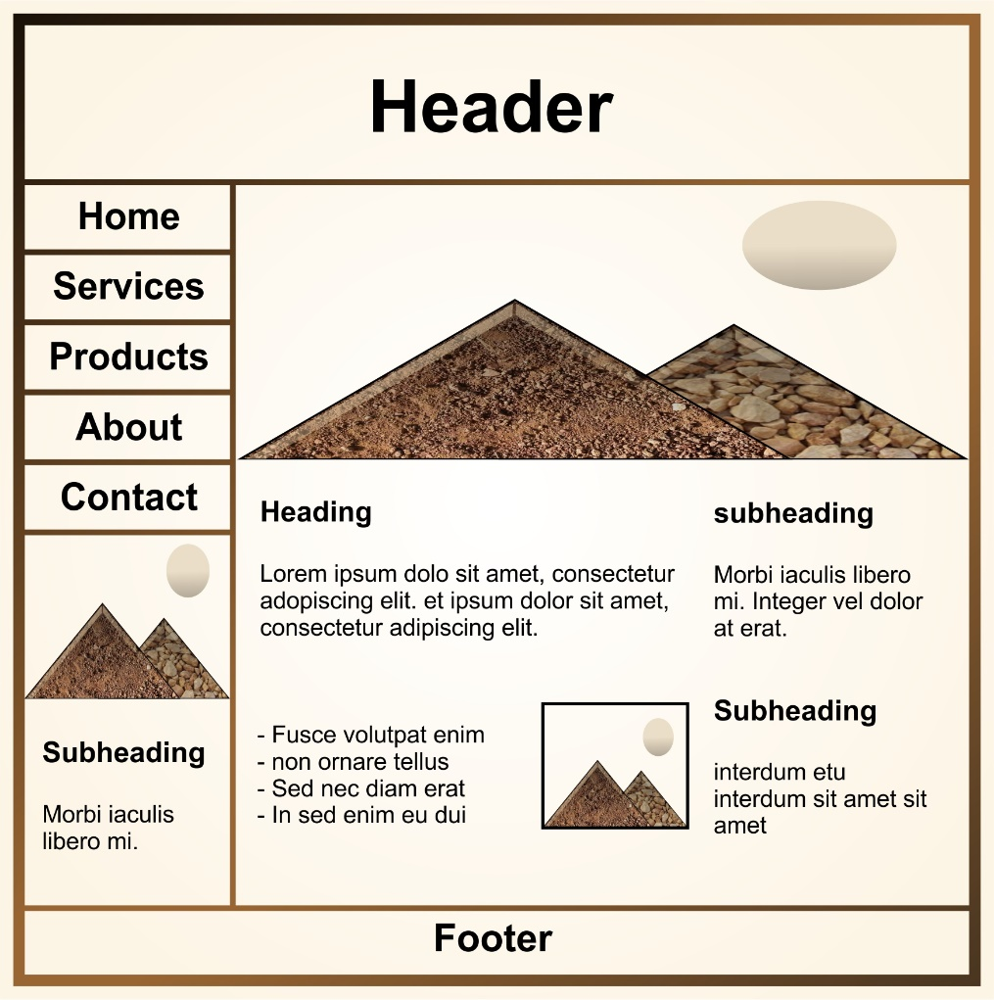 Header
Home
Services
Products
About
Contact
Subheading
Morbi iaculis
libero mi.
Heading
Lorem ipsum dolo sit amet, consectetur
adopiscing elit. et ipsum dolor sit amet,
consectetur adipiscing elit.
- Fusce volutpat enim
- non ornare tellus
- Sed nec diam erat
- In sed enim eu dui
subheading
Morbi iaculis libero
mi. Integer vel dolor
at erat.
Subheading
interdum etu
interdum sit amet sit
amet
Footer